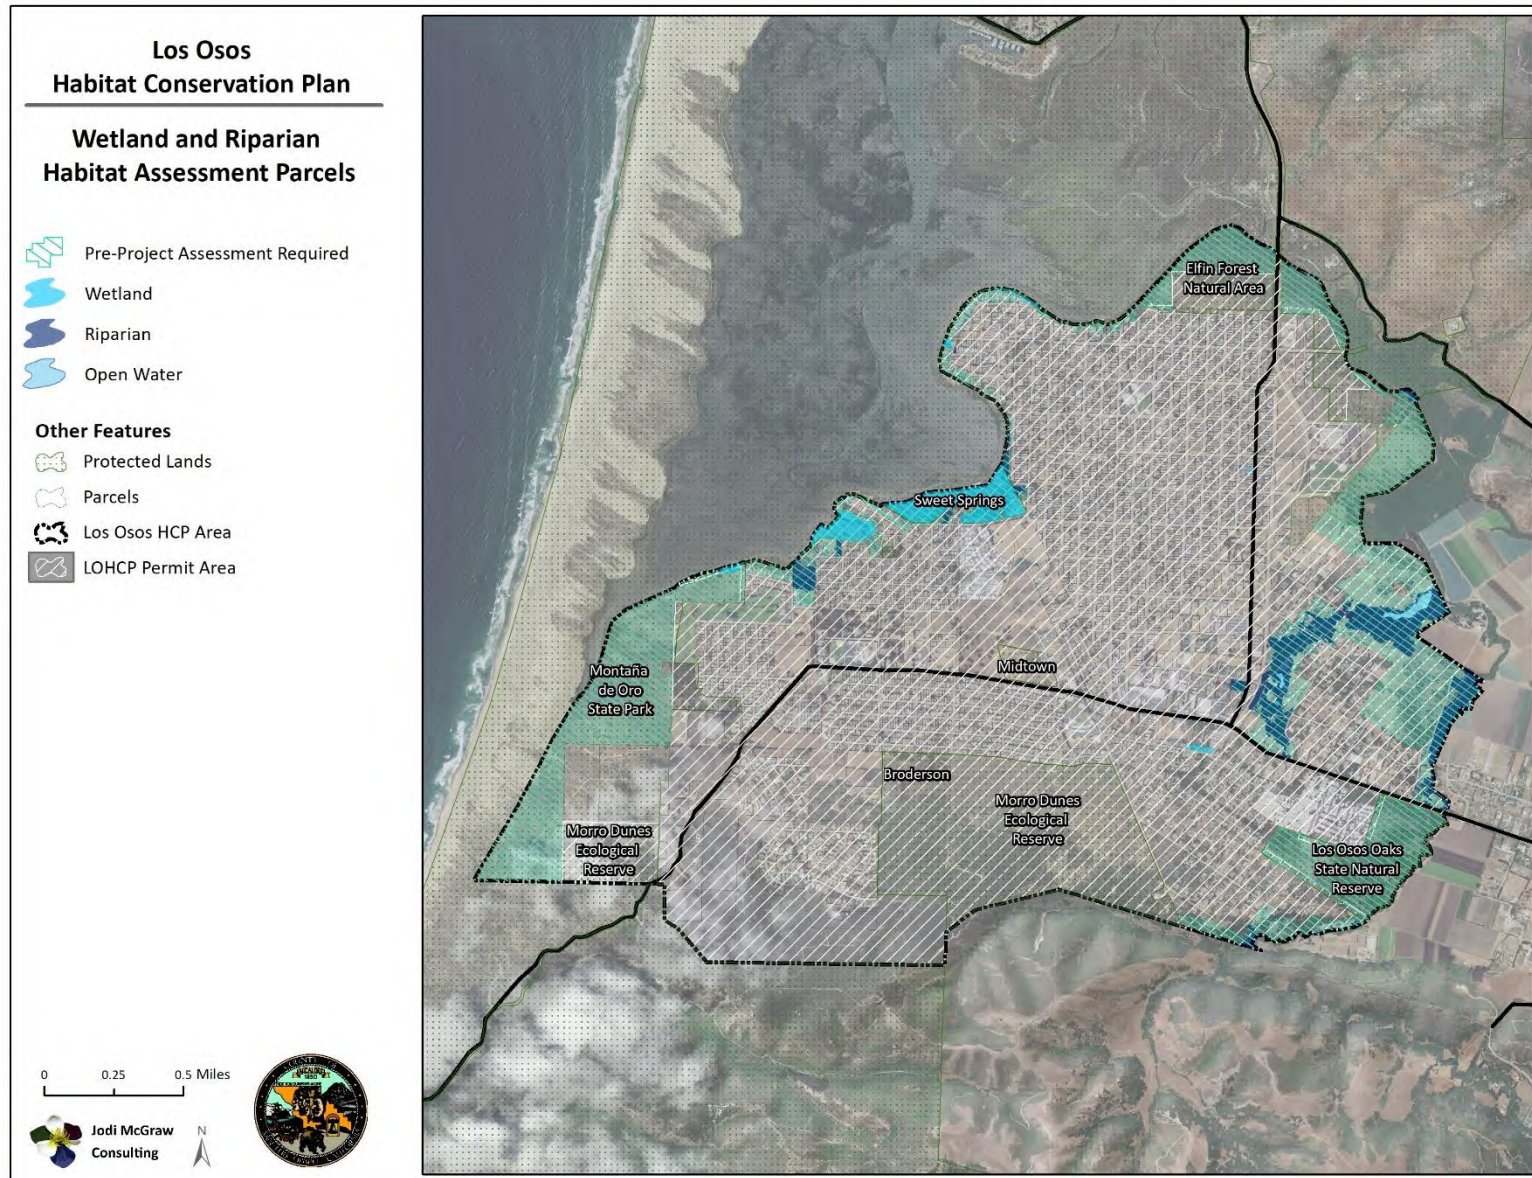 Los Osos
Habitat Conservation Plan
Wetland and Riparian
Habitat Assessment Parcels
Pre-Project Assessment Required
Wetland
Riparian
Open Water
Other Features
Protected Lands
Parcels
Los Osos HCP Area
LOHCP Permit Area
0 0.25 0.5 Miles
Jodi McGraw
Consulting
N
Elfin Forest
Natural Area
Sweet Springs
Midtown
Montaña
de Oro
State Park
Broderson
Morro Dunes
Ecological
Reserve
Morro Dunes
Ecological
Reserve
Los Osos Oaks
State Natural
Reserve